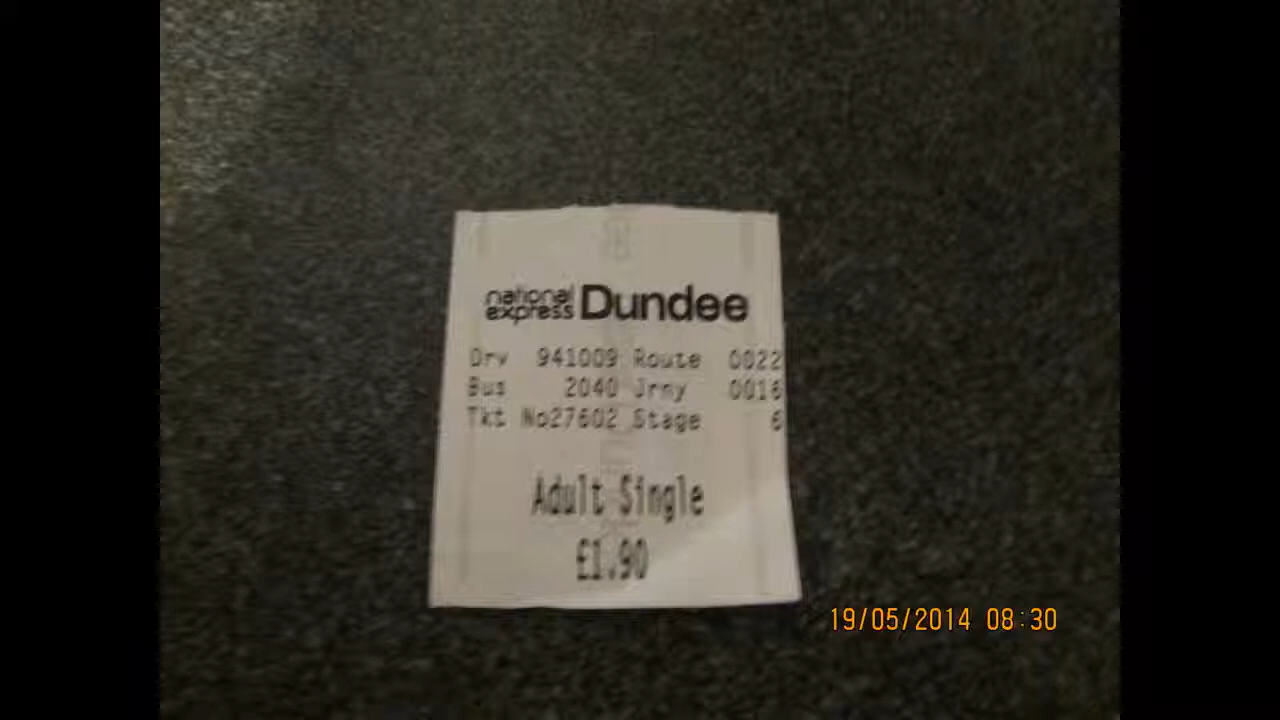 national
express Dundee
Drv 941009 Route 0022
Bus 2040 Jrny 0016
Tkt No27602 Stage 6
Adult Single
£1.90
19/05/2014 08:30